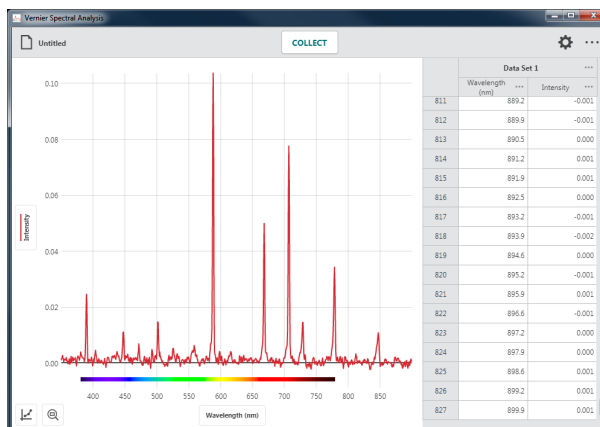 Vernier Spectral Analysis
Untitled
COLLECT
Data Set 1
Wavelength
(nm)
Intensity
811 889.2 -0.001
812 889.9 -0.001
813 890.5 0.000
814 891.2 0.001
815 891.9 0.001
816 892.5 0.000
817 893.2 -0.001
818 893.9 -0.002
819 894.6 0.000
820 895.2 -0.001
821 895.9 0.001
822 896.6 -0.001
823 897.2 0.000
824 897.9 0.000
825 898.6 0.001
826 899.2 0.001
827 899.9 0.001
0.10
0.08
0.06
0.04
0.02
0.00
Intensity
400 450 500 550 600 650 700 750 800 850
Wavelength (nm)